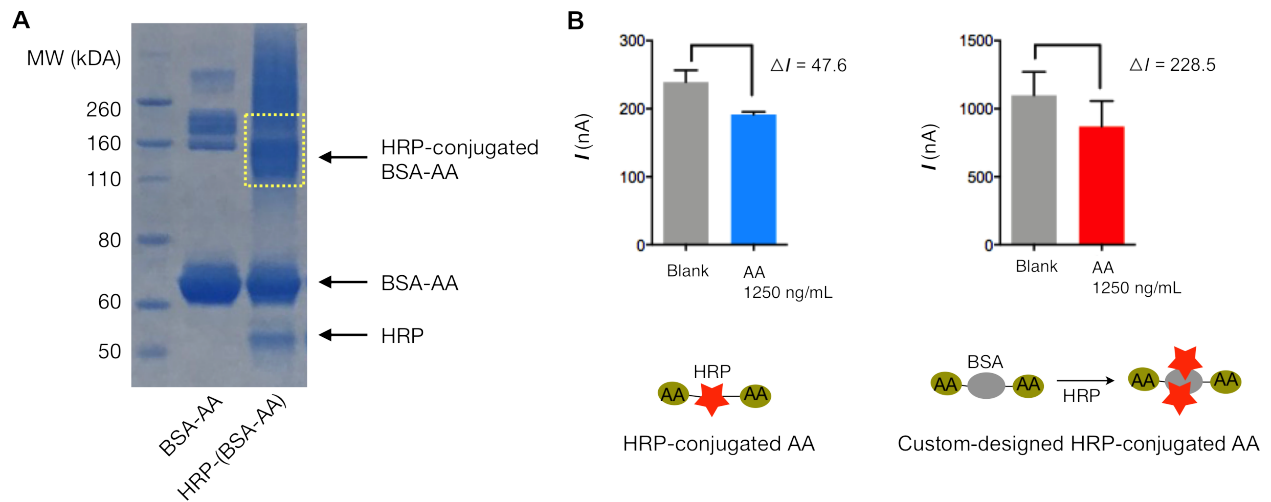 A
MW (kDA)
260
160
110
80
60
50
HRP-conjugated
BSA-AA
BSA-AA
HRP
BSA-AA
HRP-(BSA-AA)
B
300
200
100
0
I (nA)
△I = 47.6
Blank
AA
1250 ng/mL
1500
1000
500
0
I (nA)
△I = 228.5
Blank
AA
1250 ng/mL
HRP
AA AA
HRP-conjugated AA
BSA
AA AA
HRP
AA AA
Custom-designed HRP-conjugated AA